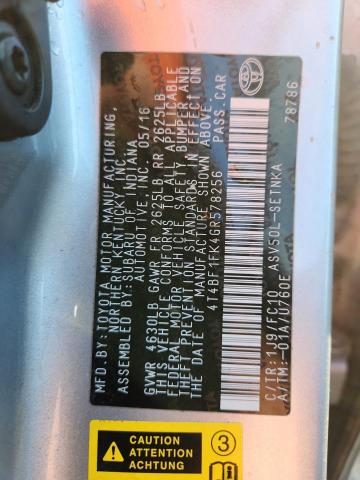 MFD. BY: TOYOTA MOTOR MANUFACTURING,
NORTHERN KENTUCKY, INC.
ASSEMBLED BY: SUBARU OF INDIANA
AUTOMOTIVE, INC. 05/16
GVWR 4630LB GAWR FR 2625LB RR 2625LB
THIS VEHICLE CONFORMS TO ALL APPLICABLE
FEDERAL MOTOR VEHICLE SAFETY, BUMPER, AND
THEFT PREVENTION STANDARDS IN EFFECT ON
THE DATE OF MANUFACTURE SHOWN ABOVE.
4T4BF1FK4GR578256 PASS. CAR
C/TR: 1J9/FC10 ASV50L-SETNKA
A/TM: -01A/U760E 78786
CAUTION
ATTENTION
ACHTUNG
3